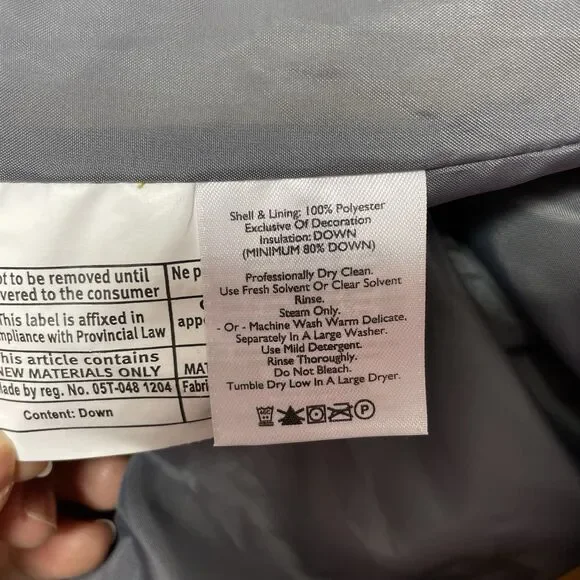 Shell & Lining: 100% Polyester
Exclusive Of Decoration
Insulation: DOWN
(MINIMUM 80% DOWN)
Professionally Dry Clean.
Use Fresh Solvent Or Clear Solvent
Rinse.
Steam Only.
- Or - Machine Wash Warm Delicate.
Separately In A Large Washer.
Use Mild Detergent.
Rinse Thoroughly.
Do Not Bleach.
Tumble Dry Low In A Large Dryer.
P
ot to be removed until
vered to the consumer
Ne p
This label is affixed in
mpliance with Provincial Law
app
This article contains
NEW MATERIALS ONLY
MAT
Made by reg. No. 05T-048 1204
Fabri
Content: Down